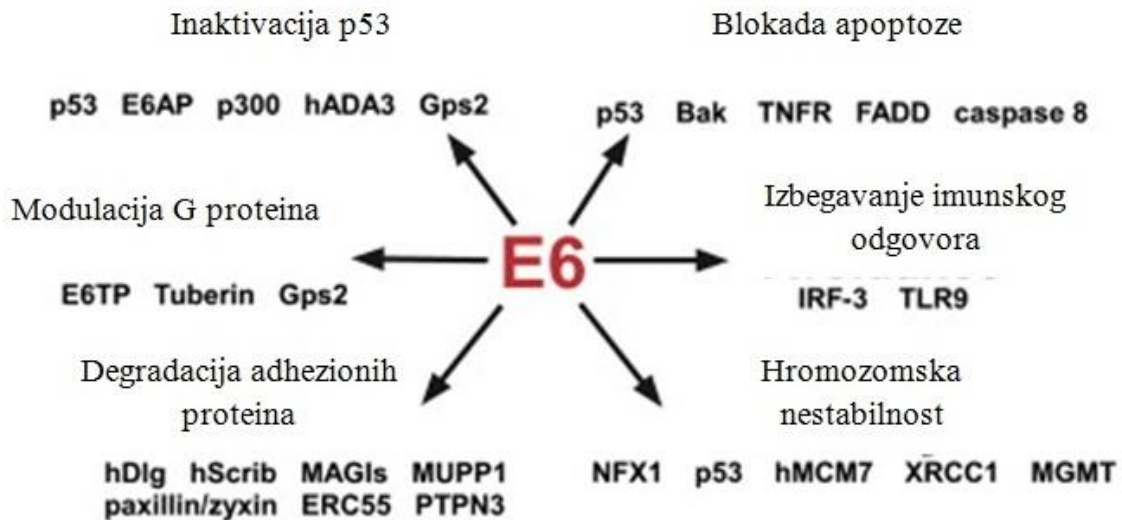 Inaktivacija p53
Blokada apoptoze
p53 E6AP p300 hADA3 Gps2
p53 Bak TNFR FADD caspase 8
Modulacija G proteina
Izbegavanje imunskog
odgovora
E6
E6TP Tuberin Gps2
IRF-3 TLR9
Degradacija adhezionih
proteina
Hromozomska
nestabilnost
hDlg hScrib MAGIs MUPP1
paxillin/zyxin ERC55 PTPN3
NFX1 p53 hMCM7 XRCC1 MGMT